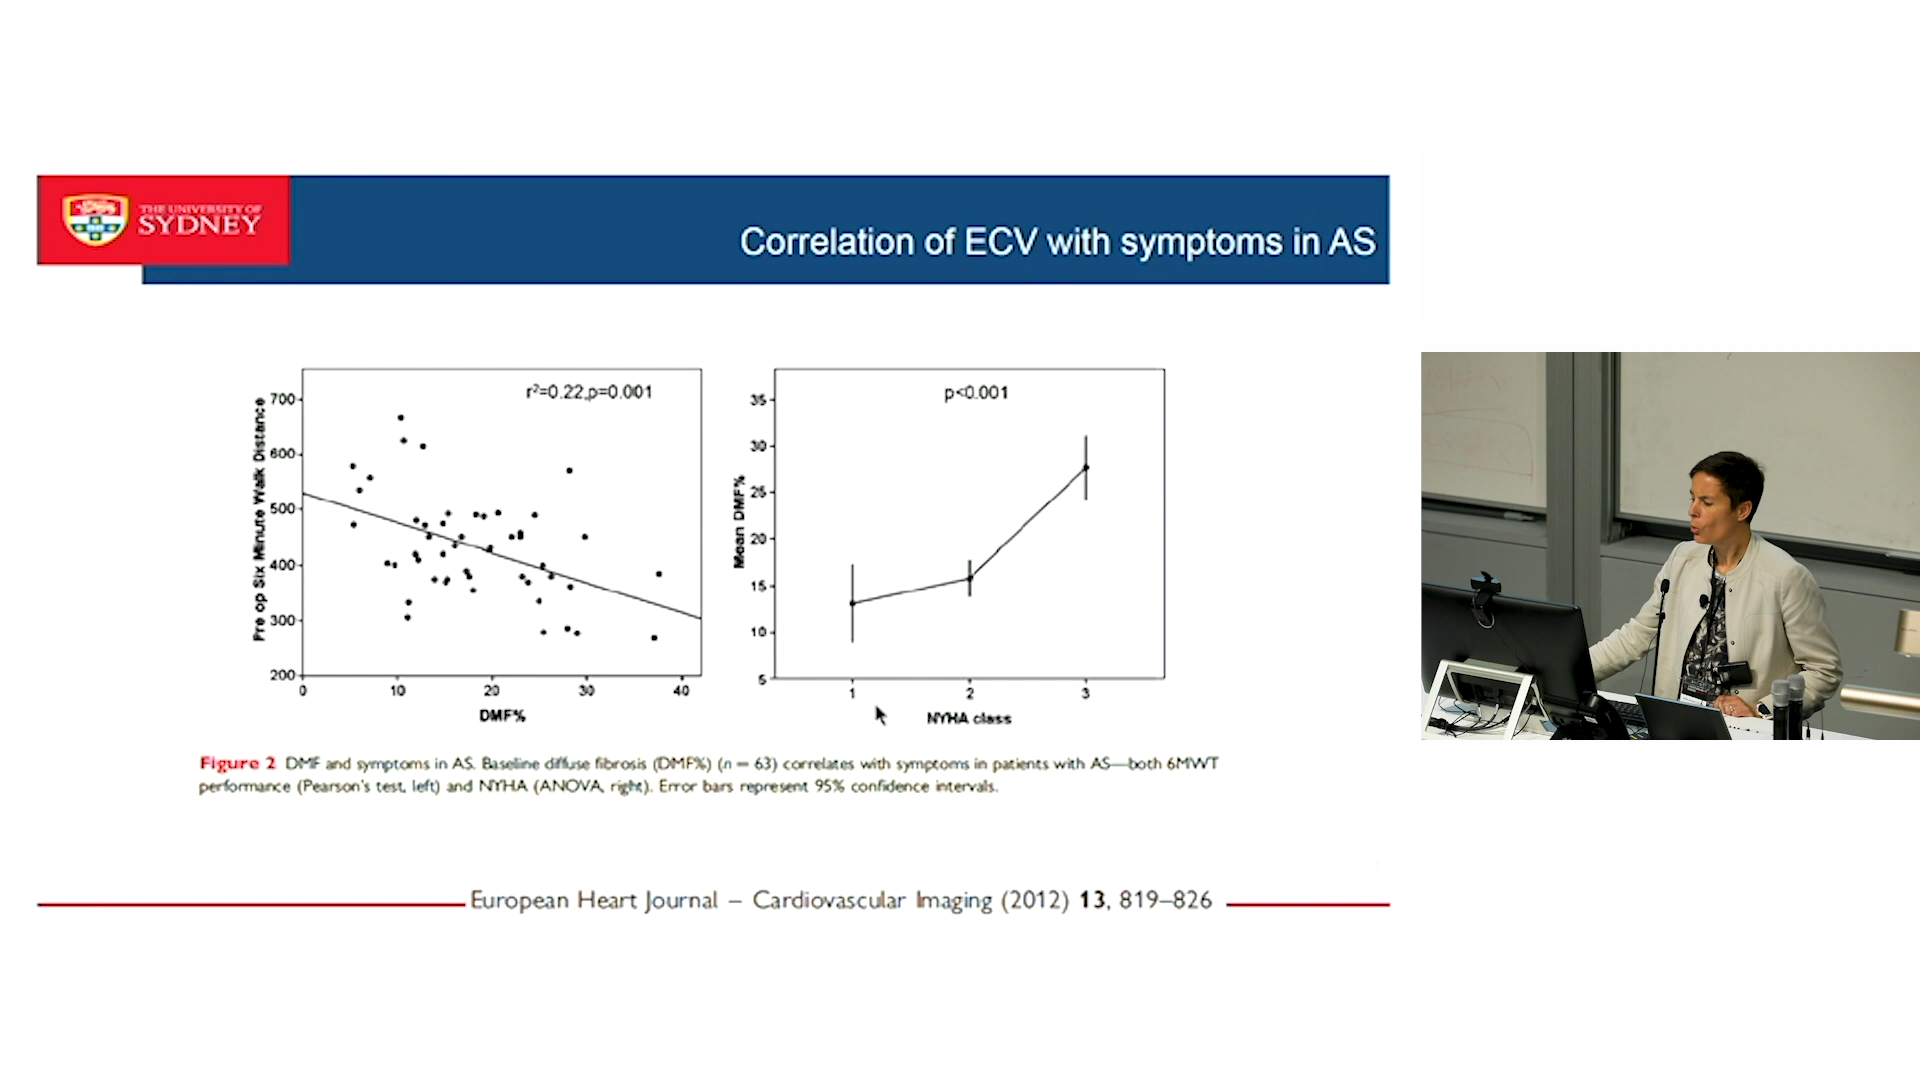 THE UNIVERSITY OF
SYDNEY
Correlation of ECV with symptoms in AS
r²=0.22,p=0.001
Pre op Six Minute Walk Distance
700
600
500
400
300
200
0 10 20 30 40
DMF%
p<0.001
Mean DMF%
35
30
25
20
15
10
5
1 2 3
NYHA class
Figure 2 DMF and symptoms in AS. Baseline diffuse fibrosis (DMF%) (n = 63) correlates with symptoms in patients with AS—both 6MWT
performance (Pearson's test, left) and NYHA (ANOVA, right). Error bars represent 95% confidence intervals.
European Heart Journal – Cardiovascular Imaging (2012) 13, 819–826